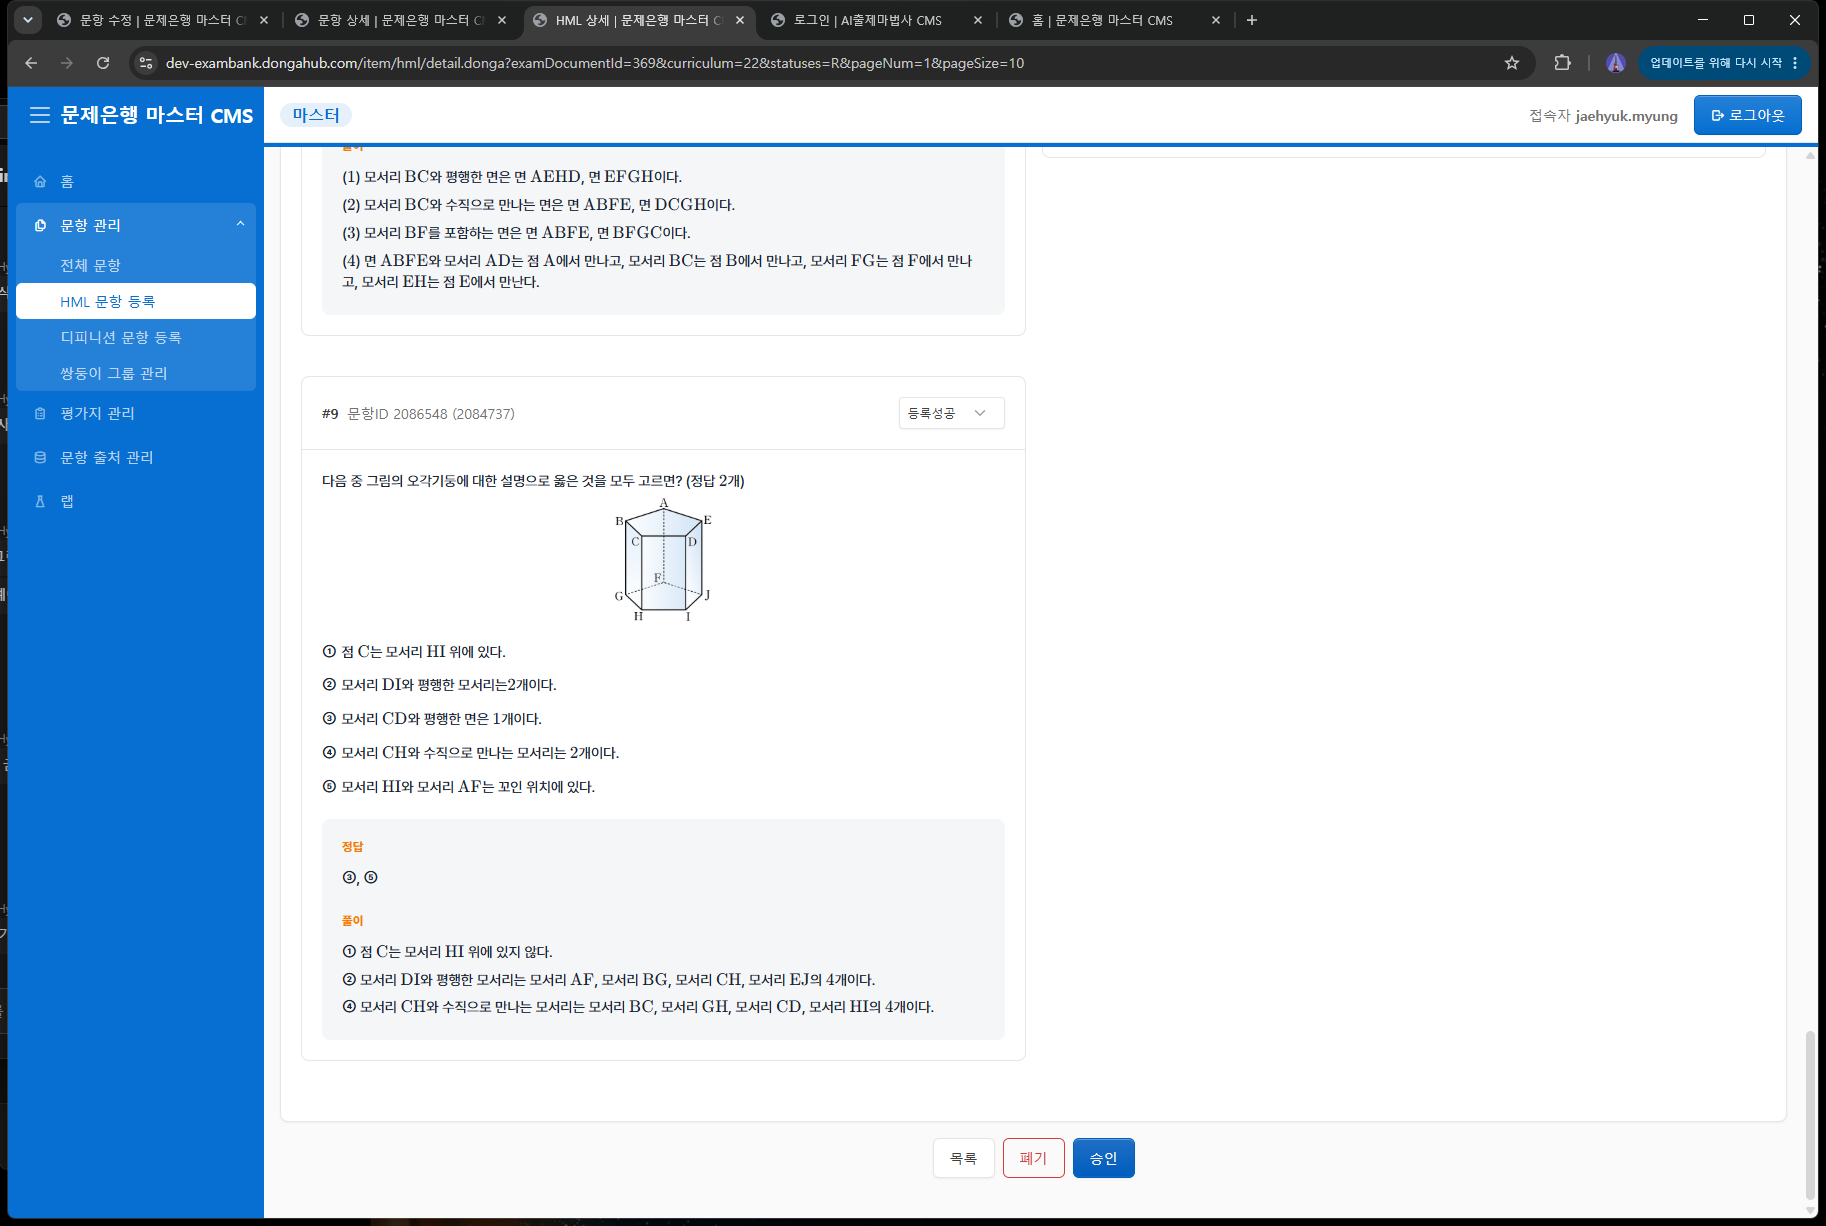 문항 수정 | 문제은행 마스터 C
문항 상세 | 문제은행 마스터 C
HML 상세 | 문제은행 마스터 C
로그인 | AI출제마법사 CMS
홈 | 문제은행 마스터 CMS
dev-exambank.dongahub.com/item/hml/detail.donga?examDocumentId=369&curriculum=22&statuses=R&pageNum=1&pageSize=10
업데이트를 위해 다시 시작
문제은행 마스터 CMS
마스터
접속자 jaehyuk.myung
로그아웃
홈
문항 관리
전체 문항
HML 문항 등록
디피니션 문항 등록
쌍둥이 그룹 관리
평가지 관리
문항 출처 관리
랩
풀이
(1) 모서리 BC와 평행한 면은 면 AEHD, 면 EFGH이다.
(2) 모서리 BC와 수직으로 만나는 면은 면 ABFE, 면 DCGH이다.
(3) 모서리 BF를 포함하는 면은 면 ABFE, 면 BFGC이다.
(4) 면 ABFE와 모서리 AD는 점 A에서 만나고, 모서리 BC는 점 B에서 만나고, 모서리 FG는 점 F에서 만나
고, 모서리 EH는 점 E에서 만난다.
#9 문항ID 2086548 (2084737)
등록성공
다음 중 그림의 오각기둥에 대한 설명으로 옳은 것을 모두 고르면? (정답 2개)
A
B E
C D
F
G J
H I
① 점 C는 모서리 HI 위에 있다.
② 모서리 DI와 평행한 모서리는2개이다.
③ 모서리 CD와 평행한 면은 1개이다.
④ 모서리 CH와 수직으로 만나는 모서리는 2개이다.
⑤ 모서리 HI와 모서리 AF는 꼬인 위치에 있다.
정답
③, ⑤
풀이
① 점 C는 모서리 HI 위에 있지 않다.
② 모서리 DI와 평행한 모서리는 모서리 AF, 모서리 BG, 모서리 CH, 모서리 EJ의 4개이다.
④ 모서리 CH와 수직으로 만나는 모서리는 모서리 BC, 모서리 GH, 모서리 CD, 모서리 HI의 4개이다.
목록
폐기
승인